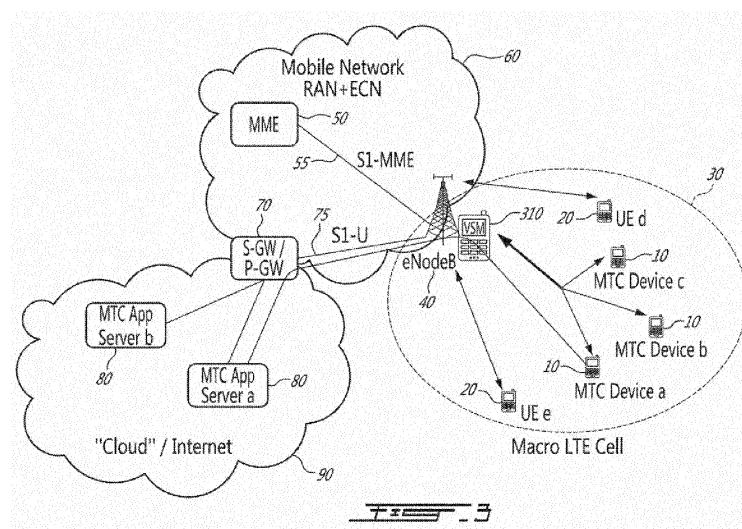 Mobile Network
RAN+ECN
60
MME
50
55
S1-MME
30
70
75
S1-U
S-GW /
P-GW
VSM
310
eNodeB
40
20
UE d
10
MTC Device c
10
MTC Device b
10
MTC Device a
20
UE e
MTC App
Server b
80
MTC App
Server a
80
"Cloud" / Internet
90
Macro LTE Cell
Fig. 3